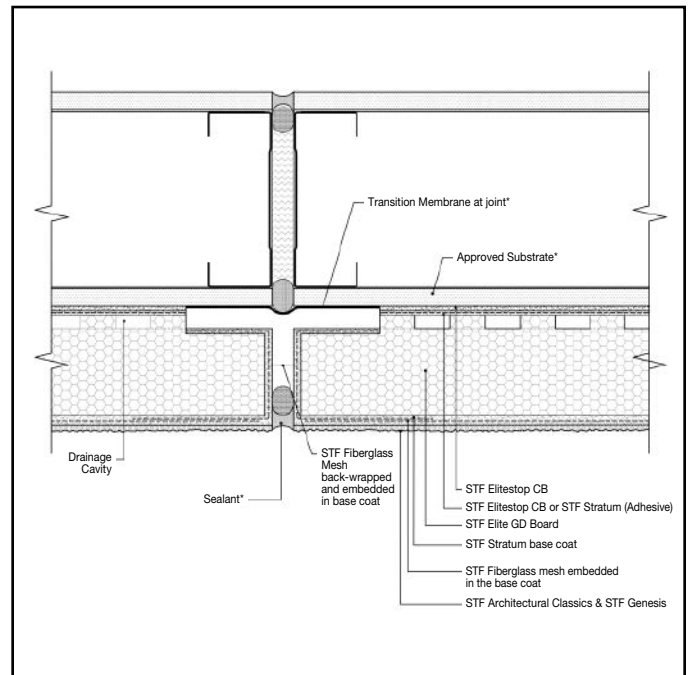 Transition Membrane at joint*
Approved Substrate*
Drainage
Cavity
Sealant*
STF Fiberglass
Mesh
back-wrapped
and embedded
in base coat
STF Elitestop CB
STF Elitestop CB or STF Stratum (Adhesive)
STF Elite GD Board
STF Stratum base coat
STF Fiberglass mesh embedded
in the base coat
STF Architectural Classics & STF Genesis